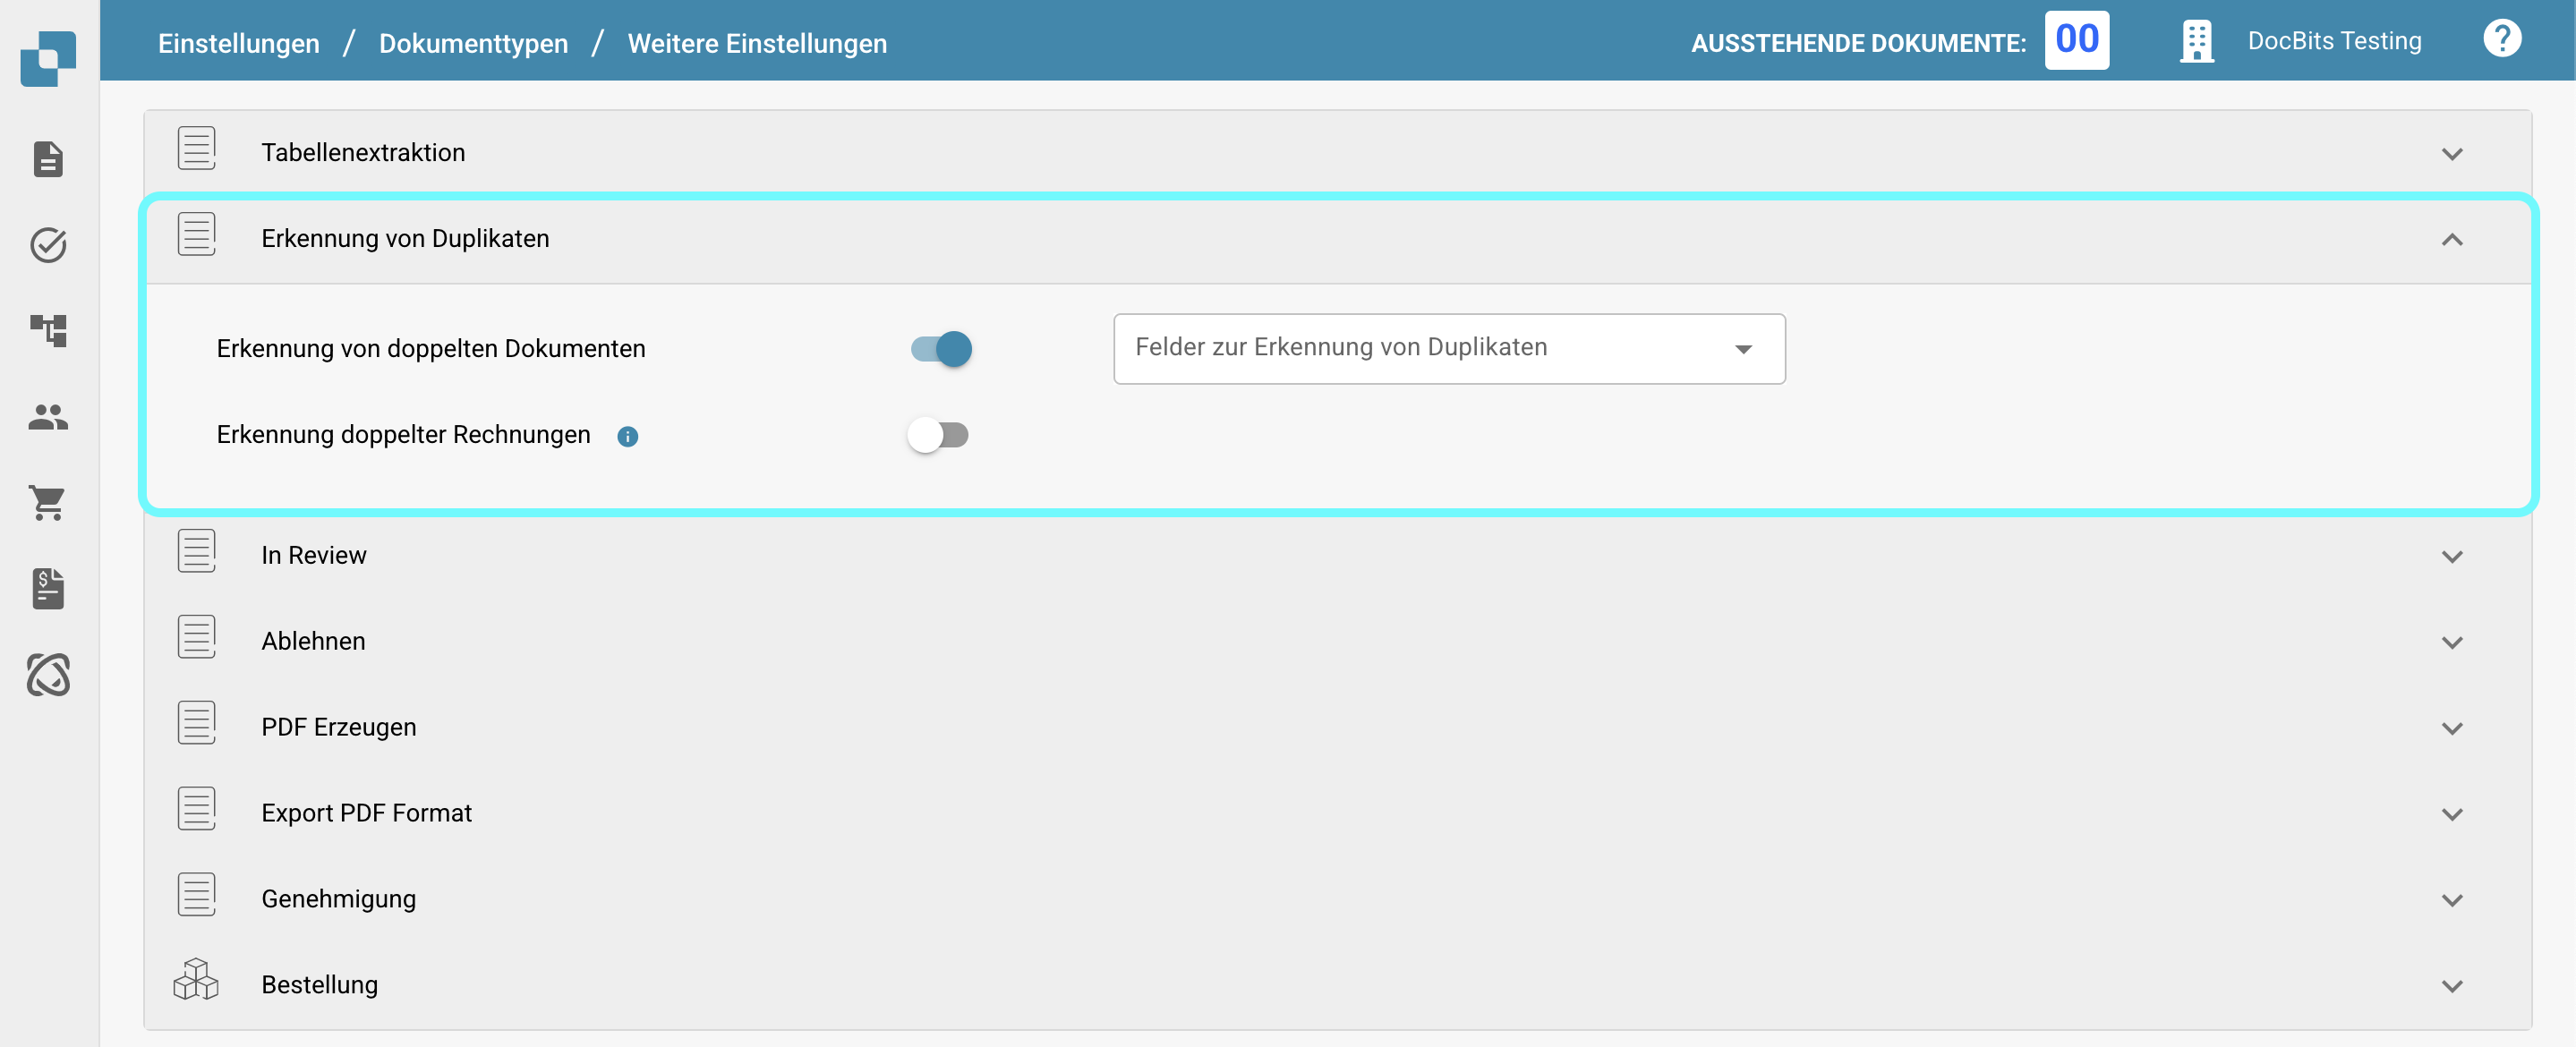 Einstellungen / Dokumenttypen / Weitere Einstellungen
AUSSTEHENDE DOKUMENTE: 00
DocBits Testing
?
Tabellenextraktion
Erkennung von Duplikaten
Erkennung von doppelten Dokumenten
Felder zur Erkennung von Duplikaten
Erkennung doppelter Rechnungen i
In Review
Ablehnen
PDF Erzeugen
Export PDF Format
Genehmigung
Bestellung
$